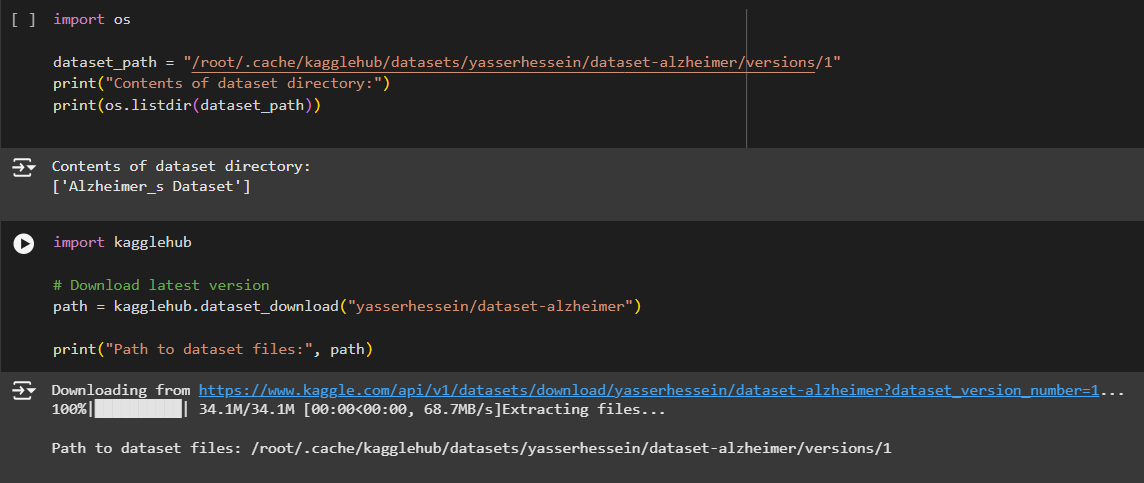 [ ] import os
dataset_path = "/root/.cache/kagglehub/datasets/yasserhessein/dataset-alzheimer/versions/1"
print("Contents of dataset directory:")
print(os.listdir(dataset_path))
Contents of dataset directory:
['Alzheimer_s Dataset']
import kagglehub
# Download latest version
path = kagglehub.dataset_download("yasserhessein/dataset-alzheimer")
print("Path to dataset files:", path)
Downloading from https://www.kaggle.com/api/v1/datasets/download/yasserhessein/dataset-alzheimer?dataset_version_number=1...
100%|██████████| 34.1M/34.1M [00:00<00:00, 68.7MB/s]Extracting files...
Path to dataset files: /root/.cache/kagglehub/datasets/yasserhessein/dataset-alzheimer/versions/1